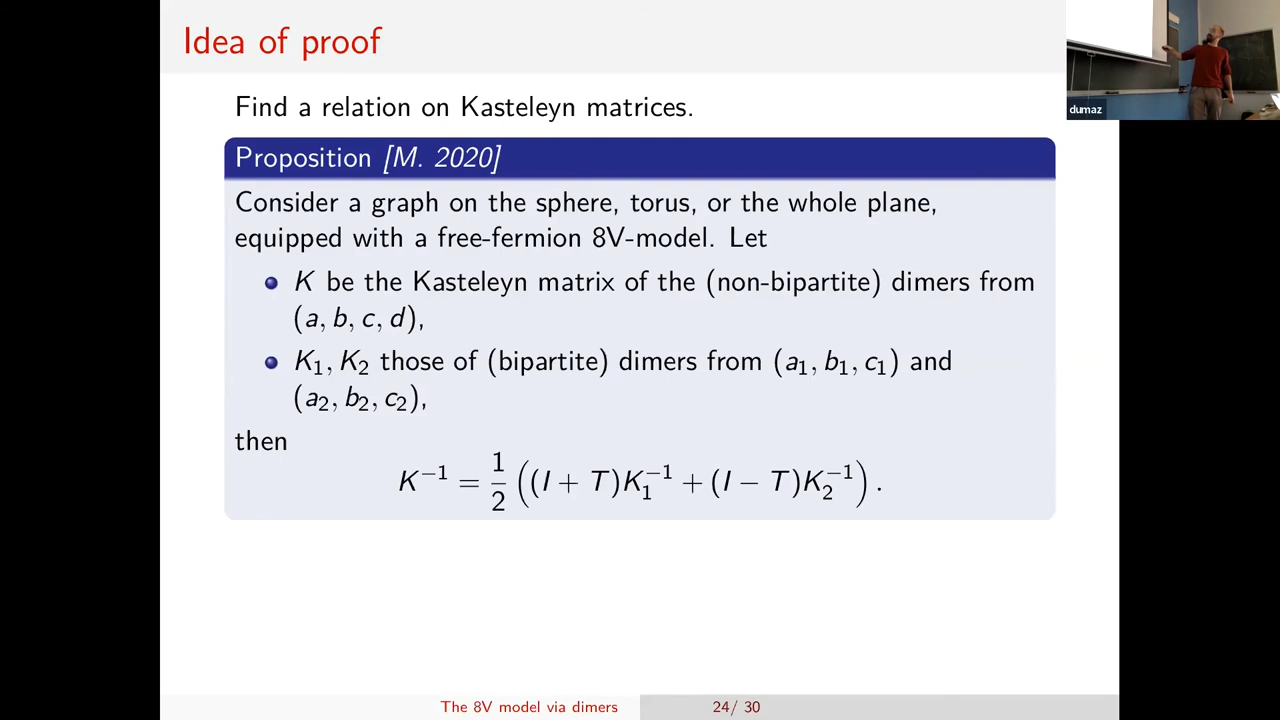 Idea of proof
dumaz
Find a relation on Kasteleyn matrices.
Proposition [M. 2020]
Consider a graph on the sphere, torus, or the whole plane,
equipped with a free-fermion 8V-model. Let
K be the Kasteleyn matrix of the (non-bipartite) dimers from
(a, b, c, d),
K₁, K₂ those of (bipartite) dimers from (a₁, b₁, c₁) and
(a₂, b₂, c₂),
then
K⁻¹ = 1/2 ((I + T)K₁⁻¹ + (I − T)K₂⁻¹).
The 8V model via dimers
24/ 30